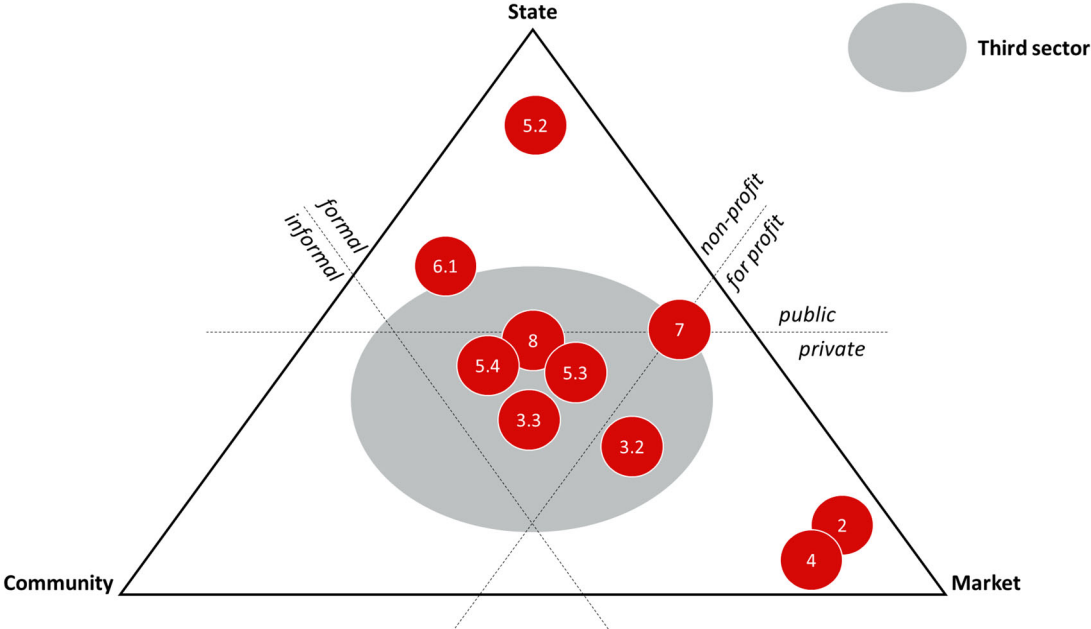 State
Third sector
5.2
formal
informal
non-profit
for profit
6.1
public
private
7
8
5.4
5.3
3.3
3.2
2
4
Community
Market